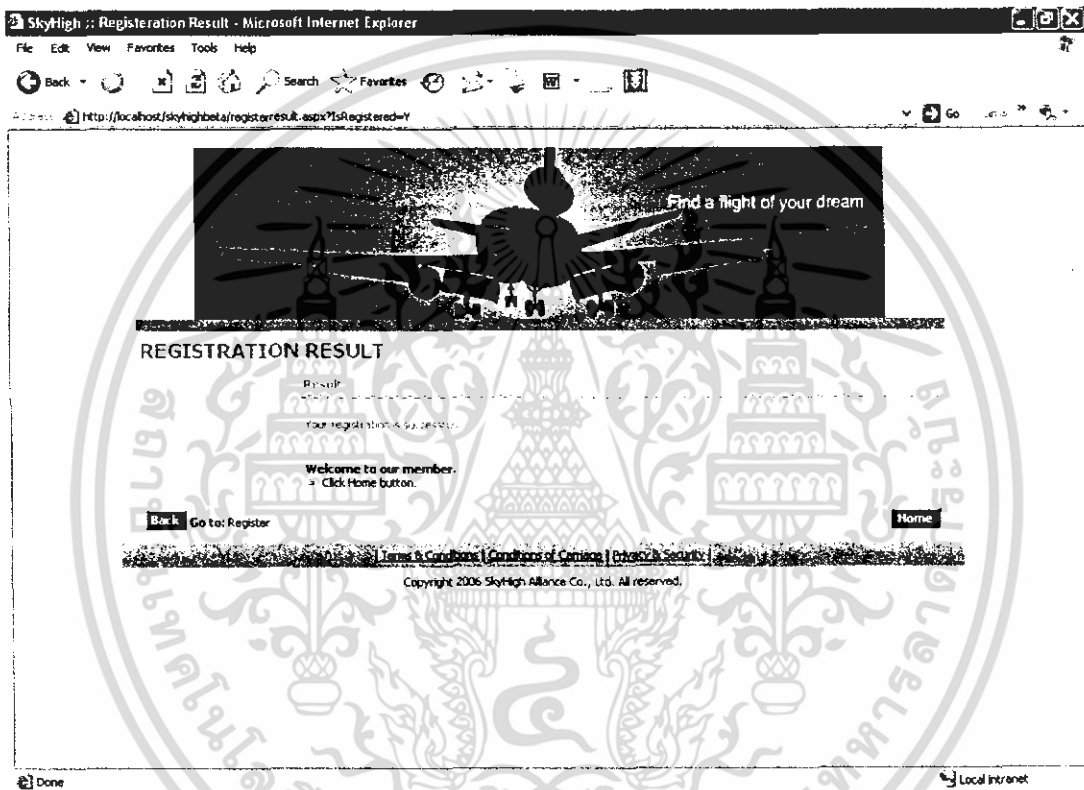 SkyHigh :: Registeration Result - Microsoft Internet Explorer
File Edit View Favorites Tools Help
Back Search Favorites
Address http://localhost/skyhighbeta/registerresult.aspx?IsRegistered=Y Go
Find a flight of your dream
REGISTRATION RESULT
Result
Your registration is successful.
Welcome to our member.
Click Home button.
Back Go to: Register Home
| Terms & Conditions | Conditions of Carriage | Privacy & Security |
Copyright 2006 SkyHigh Alliance Co., Ltd. All reserved.
Done Local intranet